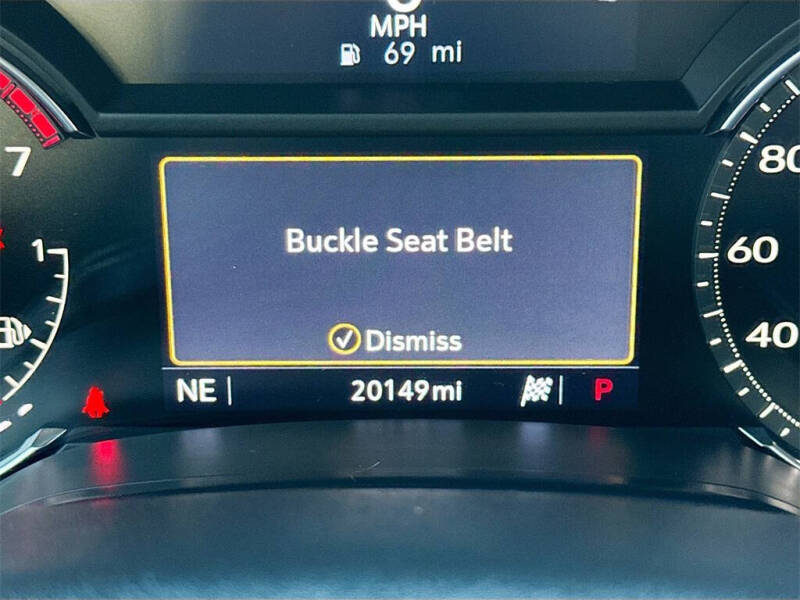 MPH
69 mi
7
80
1
Buckle Seat Belt
60
Dismiss
40
NE 20149mi P